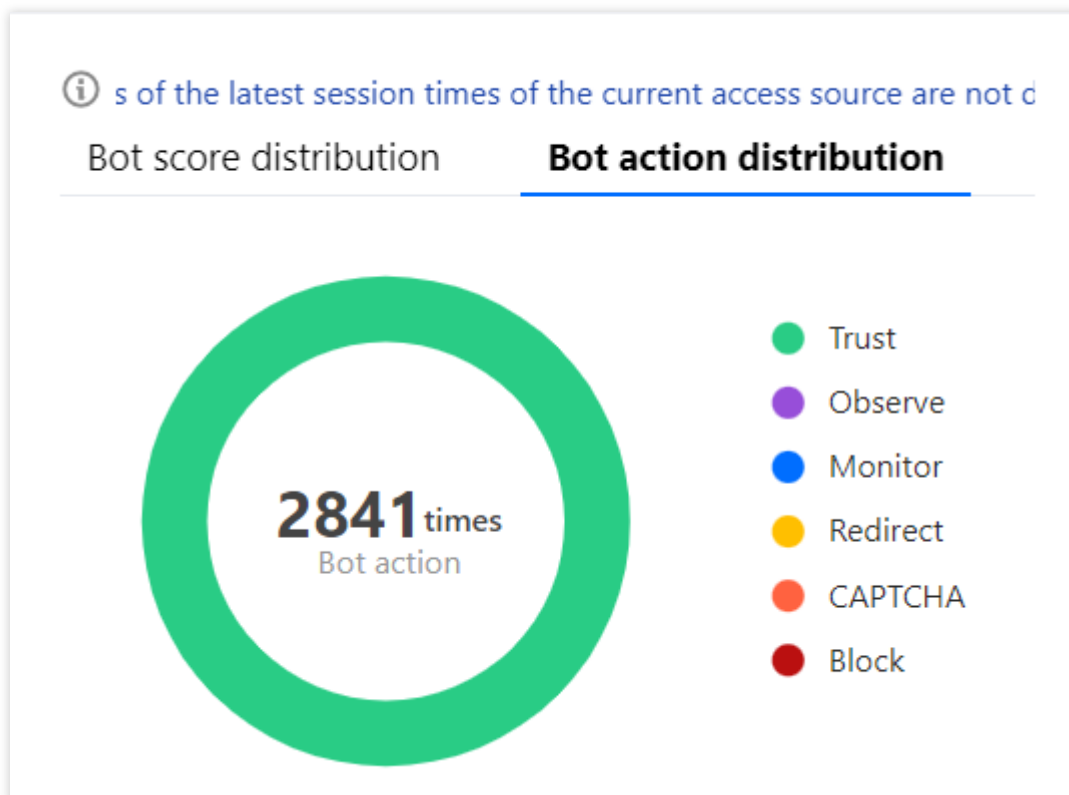 s of the latest session times of the current access source are not
Bot score distribution
Bot action distribution
2841 times
Bot action
Trust
Observe
Monitor
Redirect
CAPTCHA
Block